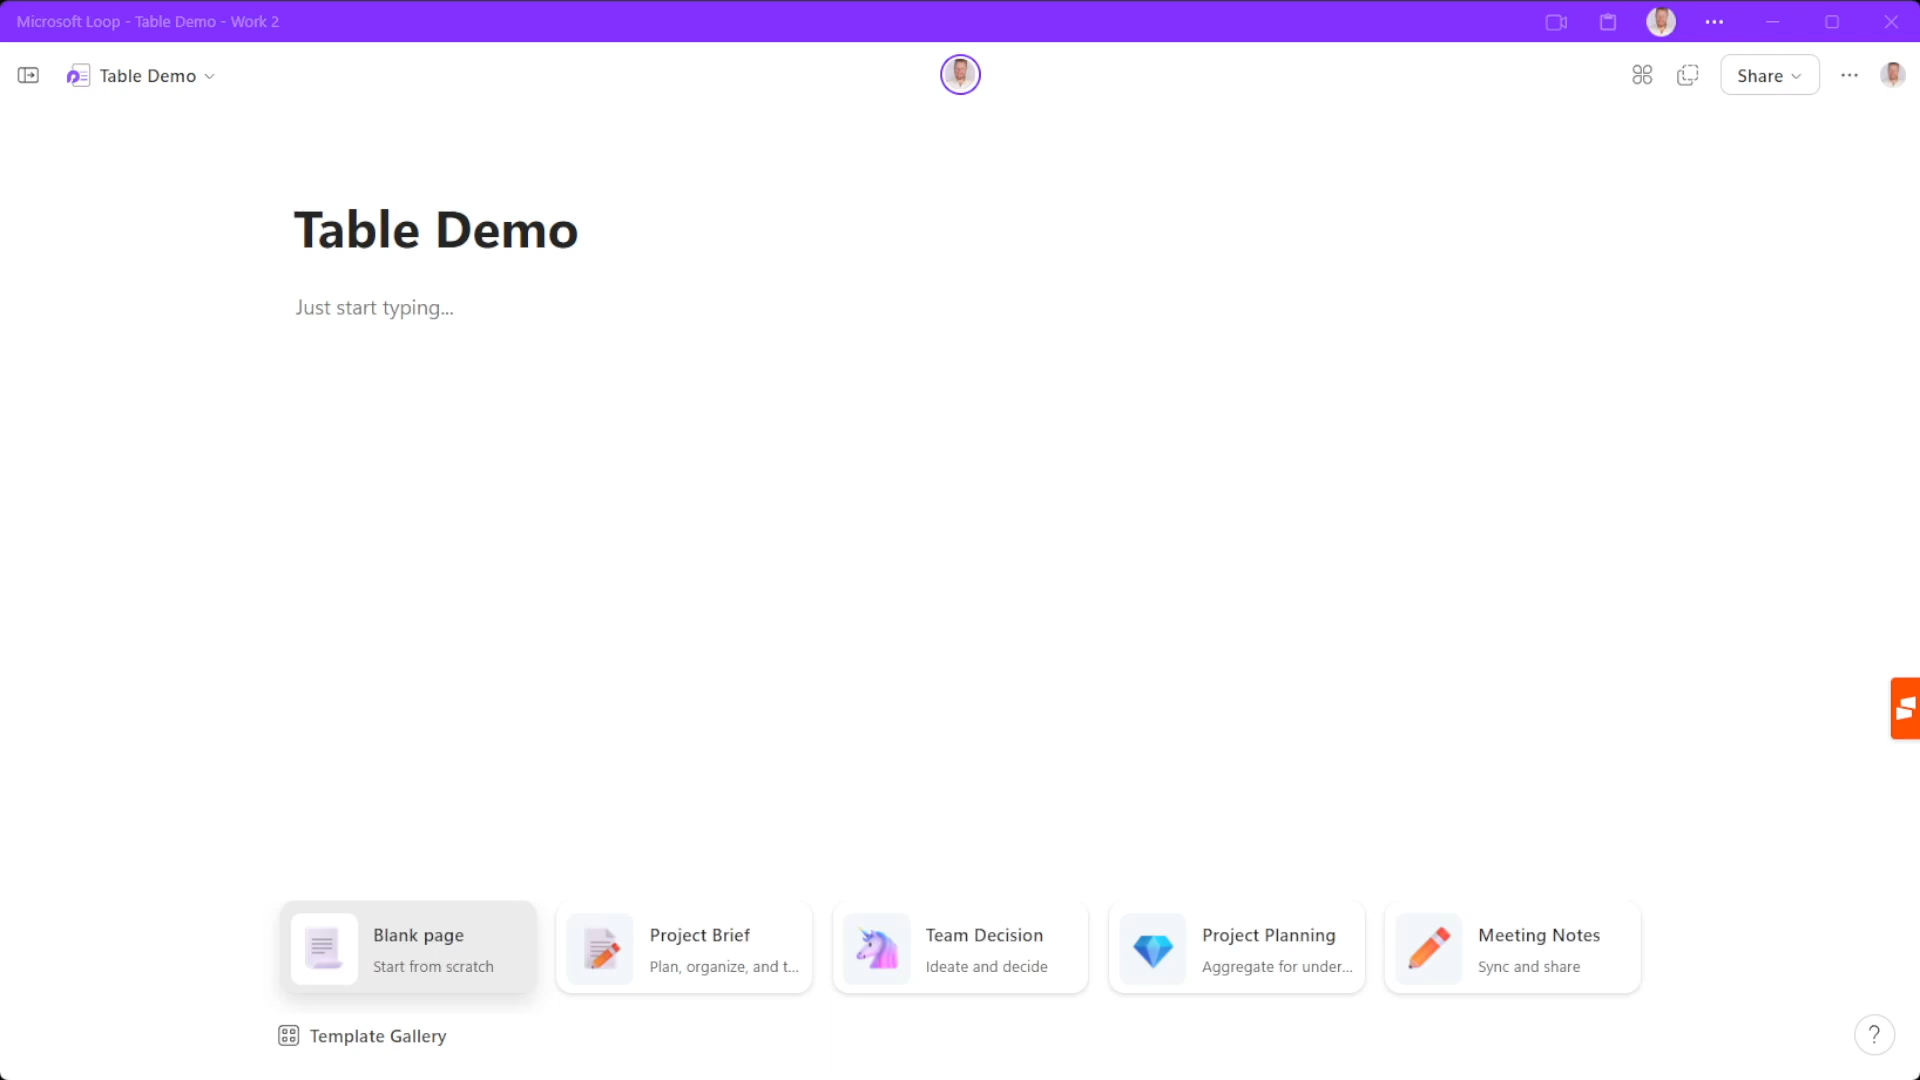 Microsoft Loop - Table Demo - Work 2
Table Demo
Share
Table Demo
Just start typing...
Blank page
Start from scratch
Project Brief
Plan, organize, and t...
Team Decision
Ideate and decide
Project Planning
Aggregate for under...
Meeting Notes
Sync and share
Template Gallery
?